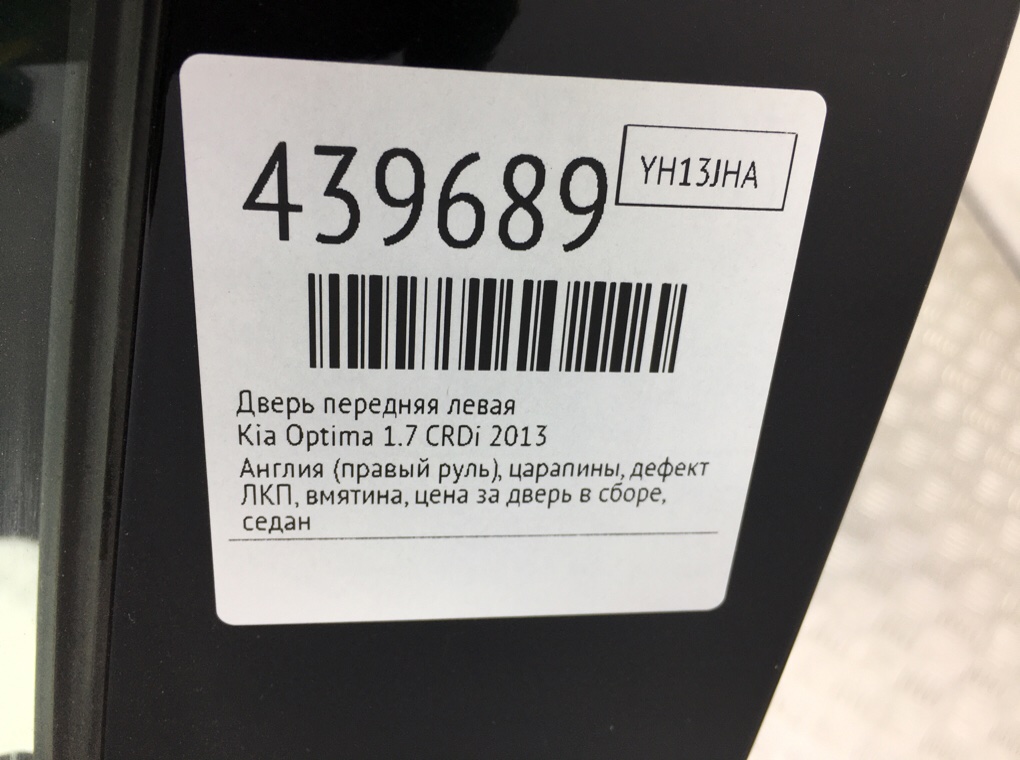 439689
YH13JHA
Дверь передняя левая
Kia Optima 1.7 CRDi 2013
Англия (правый руль), царапины, дефект
ЛКП, вмятина, цена за дверь в сборе,
седан